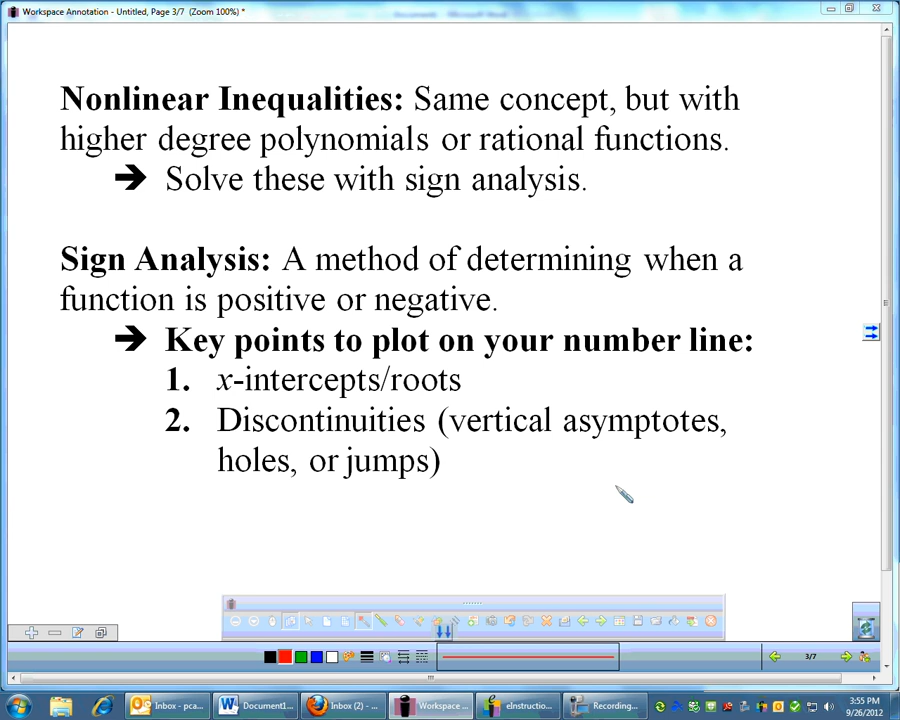 Workspace Annotation - Untitled, Page 3/7 (Zoom 100%) *
Nonlinear Inequalities: Same concept, but with
higher degree polynomials or rational functions.
➔ Solve these with sign analysis.
Sign Analysis: A method of determining when a
function is positive or negative.
➔ Key points to plot on your number line:
1. x-intercepts/roots
2. Discontinuities (vertical asymptotes,
holes, or jumps)
3/7
Inbox - pca...
Document1...
Inbox (2) - ...
Workspace ...
eInstructio...
Recording...
3:55 PM
9/26/2012